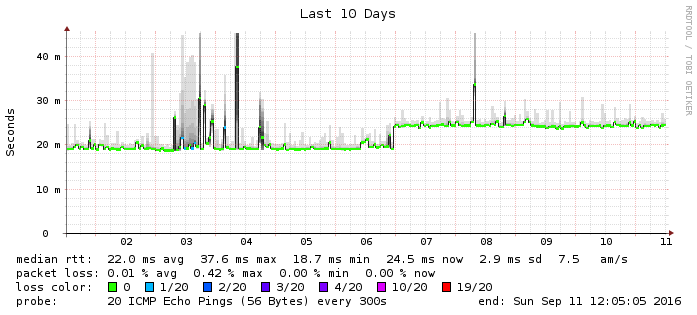 Last 10 Days
RRDTOOL / TOBI OETIKER
Seconds
40 m
30 m
20 m
10 m
0
02 03 04 05 06 07 08 09 10 11
median rtt: 22.0 ms avg 37.6 ms max 18.7 ms min 24.5 ms now 2.9 ms sd 7.5 am/s
packet loss: 0.01 % avg 0.42 % max 0.00 % min 0.00 % now
loss color: 0 1/20 2/20 3/20 4/20 10/20 19/20
probe: 20 ICMP Echo Pings (56 Bytes) every 300s end: Sun Sep 11 12:05:05 2016